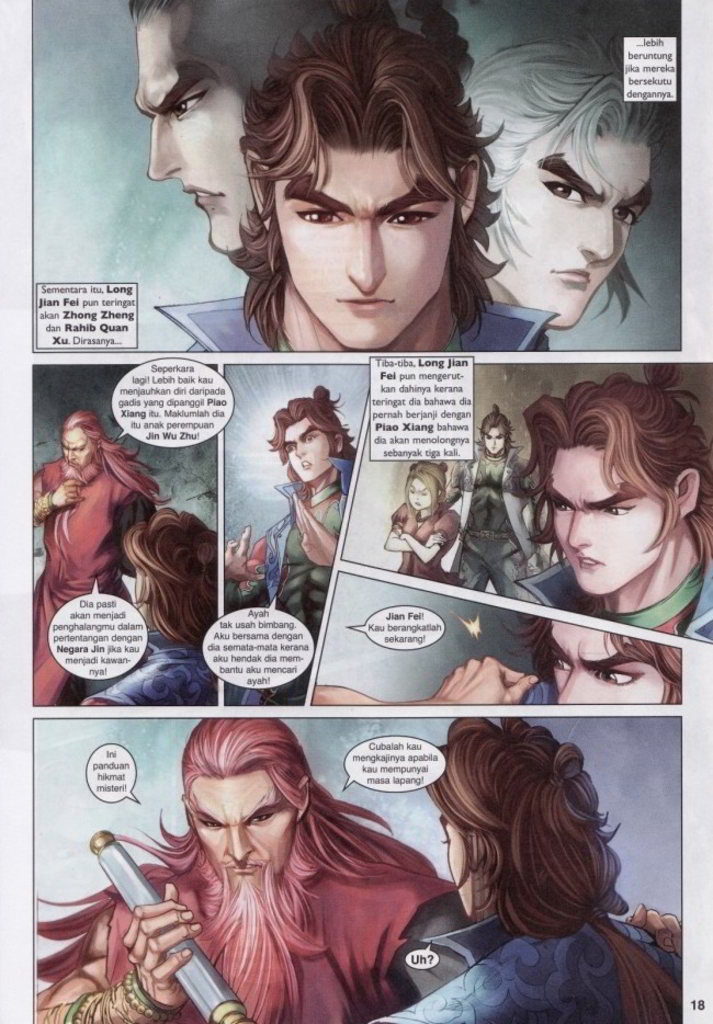 Sementara itu, Long
Jian Fei pun teringat
akan Zhong Zheng
dan Rahib Quan
Xu. Dirasanya...
...lebih
beruntung
jika mereka
bersekutu
dengannya.
Seperkara
lagi! Lebih baik kau
menjauhkan diri daripada
gadis yang dipanggil Piao
Xiang itu. Maklumlah dia
itu anak perempuan
Jin Wu Zhu!
Dia pasti
akan menjadi
penghalangmu dalam
pertentangan dengan
Negara Jin jika kau
menjadi kawan-
nya!
Ayah
tak usah bimbang.
Aku bersama dengan
dia semata-mata kerana
aku hendak dia mem-
bantu aku mencari
ayah!
Tiba-tiba, Long Jian
Fei pun mengerut-
kan dahinya kerana
teringat dia bahawa dia
pernah berjanji dengan
Piao Xiang bahawa
dia akan menolongnya
sebanyak tiga kali.
Jian Fei!
Kau berangkatlah
sekarang!
Ini
panduan
hikmat
misteri!
Cubalah kau
mengkajinya apabila
kau mempunyai
masa lapang!
Uh?
18